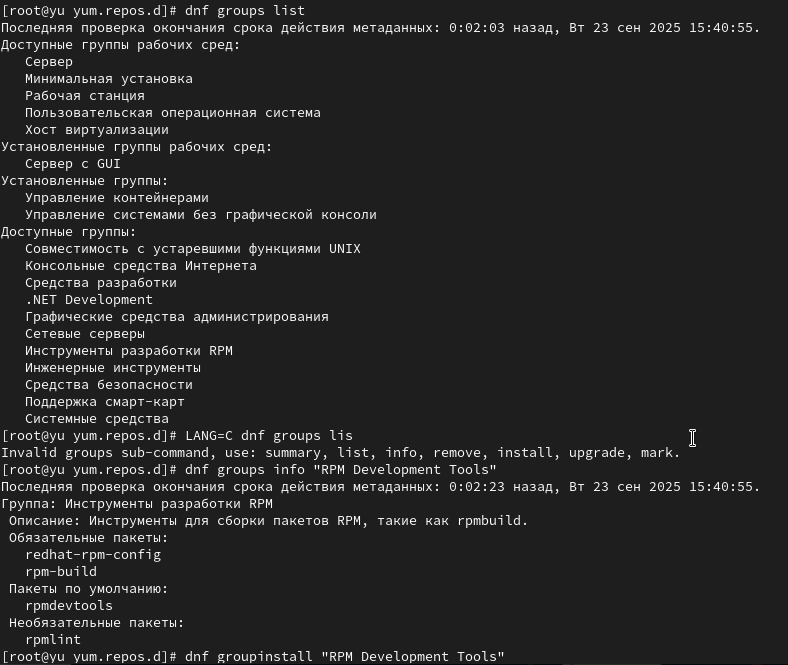 [root@yu yum.repos.d]# dnf groups list
Последняя проверка окончания срока действия метаданных: 0:02:03 назад, Вт 23 сен 2025 15:40:55.
Доступные группы рабочих сред:
   Сервер
   Минимальная установка
   Рабочая станция
   Пользовательская операционная система
   Хост виртуализации
Установленные группы рабочих сред:
   Сервер с GUI
Установленные группы:
   Управление контейнерами
   Управление системами без графической консоли
Доступные группы:
   Совместимость с устаревшими функциями UNIX
   Консольные средства Интернета
   Средства разработки
   .NET Development
   Графические средства администрирования
   Сетевые серверы
   Инструменты разработки RPM
   Инженерные инструменты
   Средства безопасности
   Поддержка смарт-карт
   Системные средства
[root@yu yum.repos.d]# LANG=C dnf groups lis
Invalid groups sub-command, use: summary, list, info, remove, install, upgrade, mark.
[root@yu yum.repos.d]# dnf groups info "RPM Development Tools"
Последняя проверка окончания срока действия метаданных: 0:02:23 назад, Вт 23 сен 2025 15:40:55.
Группа: Инструменты разработки RPM
 Описание: Инструменты для сборки пакетов RPM, такие как rpmbuild.
 Обязательные пакеты:
   redhat-rpm-config
   rpm-build
 Пакеты по умолчанию:
   rpmdevtools
 Необязательные пакеты:
   rpmlint
[root@yu yum.repos.d]# dnf groupinstall "RPM Development Tools"